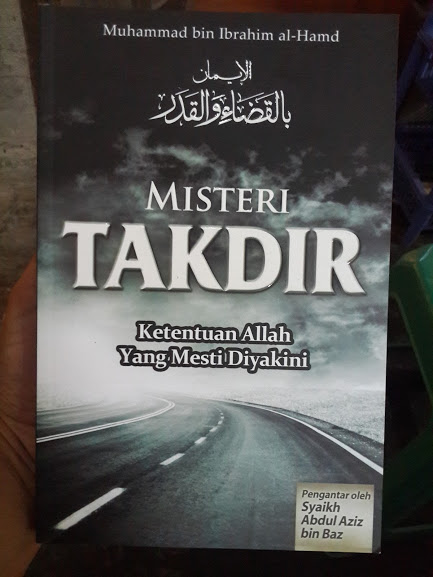 Muhammad bin Ibrahim al-Hamd
الإيمان
بالقضاء والقدر
MISTERI
TAKDIR
Ketentuan Allah
Yang Mesti Diyakini
Pengantar oleh
Syaikh
Abdul Aziz
bin Baz